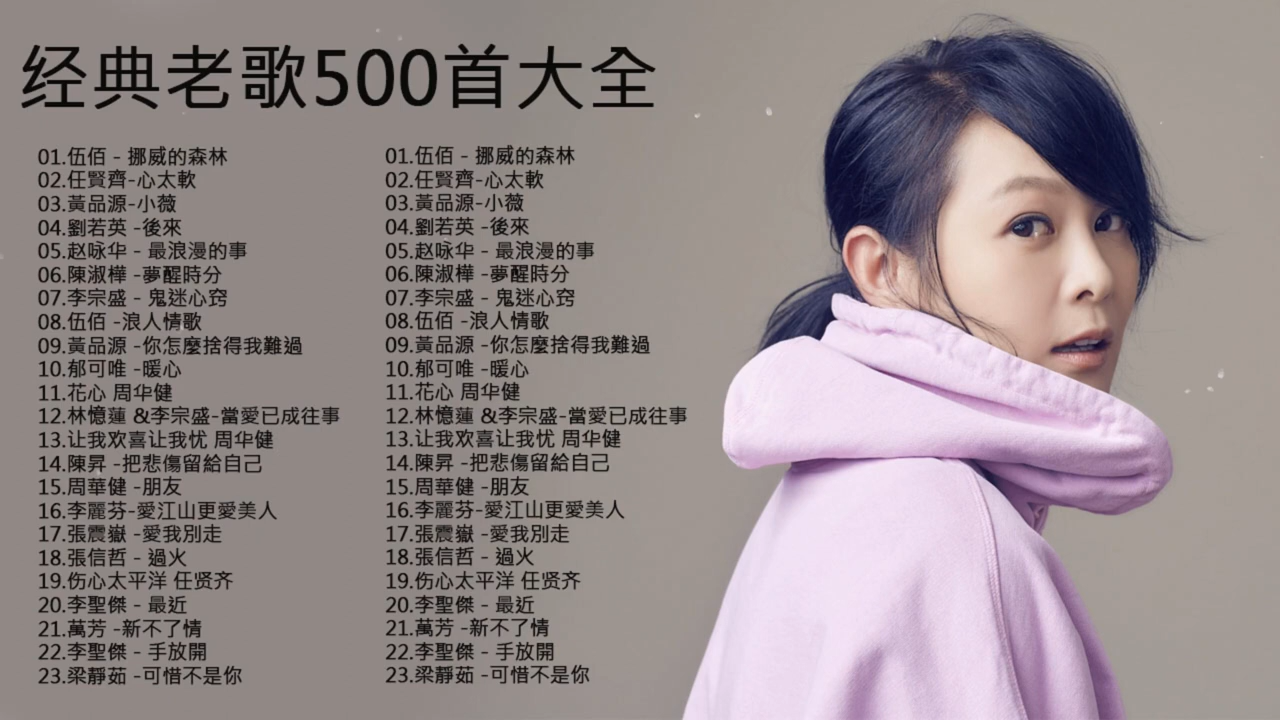 经典老歌500首大全
01.伍佰 - 挪威的森林
02.任賢齊-心太軟
03.黃品源-小薇
04.劉若英 -後來
05.赵咏华 - 最浪漫的事
06.陳淑樺 -夢醒時分
07.李宗盛 - 鬼迷心窍
08.伍佰 -浪人情歌
09.黃品源 -你怎麼捨得我難過
10.郁可唯 -暖心
11.花心 周华健
12.林憶蓮 &李宗盛-當愛已成往事
13.让我欢喜让我忧 周华健
14.陳昇 -把悲傷留給自己
15.周華健 -朋友
16.李麗芬-愛江山更愛美人
17.張震嶽 -愛我別走
18.張信哲 - 過火
19.伤心太平洋 任贤齐
20.李聖傑 - 最近
21.萬芳 -新不了情
22.李聖傑 - 手放開
23.梁靜茹 -可惜不是你
01.伍佰 - 挪威的森林
02.任賢齊-心太軟
03.黃品源-小薇
04.劉若英 -後來
05.赵咏华 - 最浪漫的事
06.陳淑樺 -夢醒時分
07.李宗盛 - 鬼迷心窍
08.伍佰 -浪人情歌
09.黃品源 -你怎麼捨得我難過
10.郁可唯 -暖心
11.花心 周华健
12.林憶蓮 &李宗盛-當愛已成往事
13.让我欢喜让我忧 周华健
14.陳昇 -把悲傷留給自己
15.周華健 -朋友
16.李麗芬-愛江山更愛美人
17.張震嶽 -愛我別走
18.張信哲 - 過火
19.伤心太平洋 任贤齐
20.李聖傑 - 最近
21.萬芳 -新不了情
22.李聖傑 - 手放開
23.梁靜茹 -可惜不是你